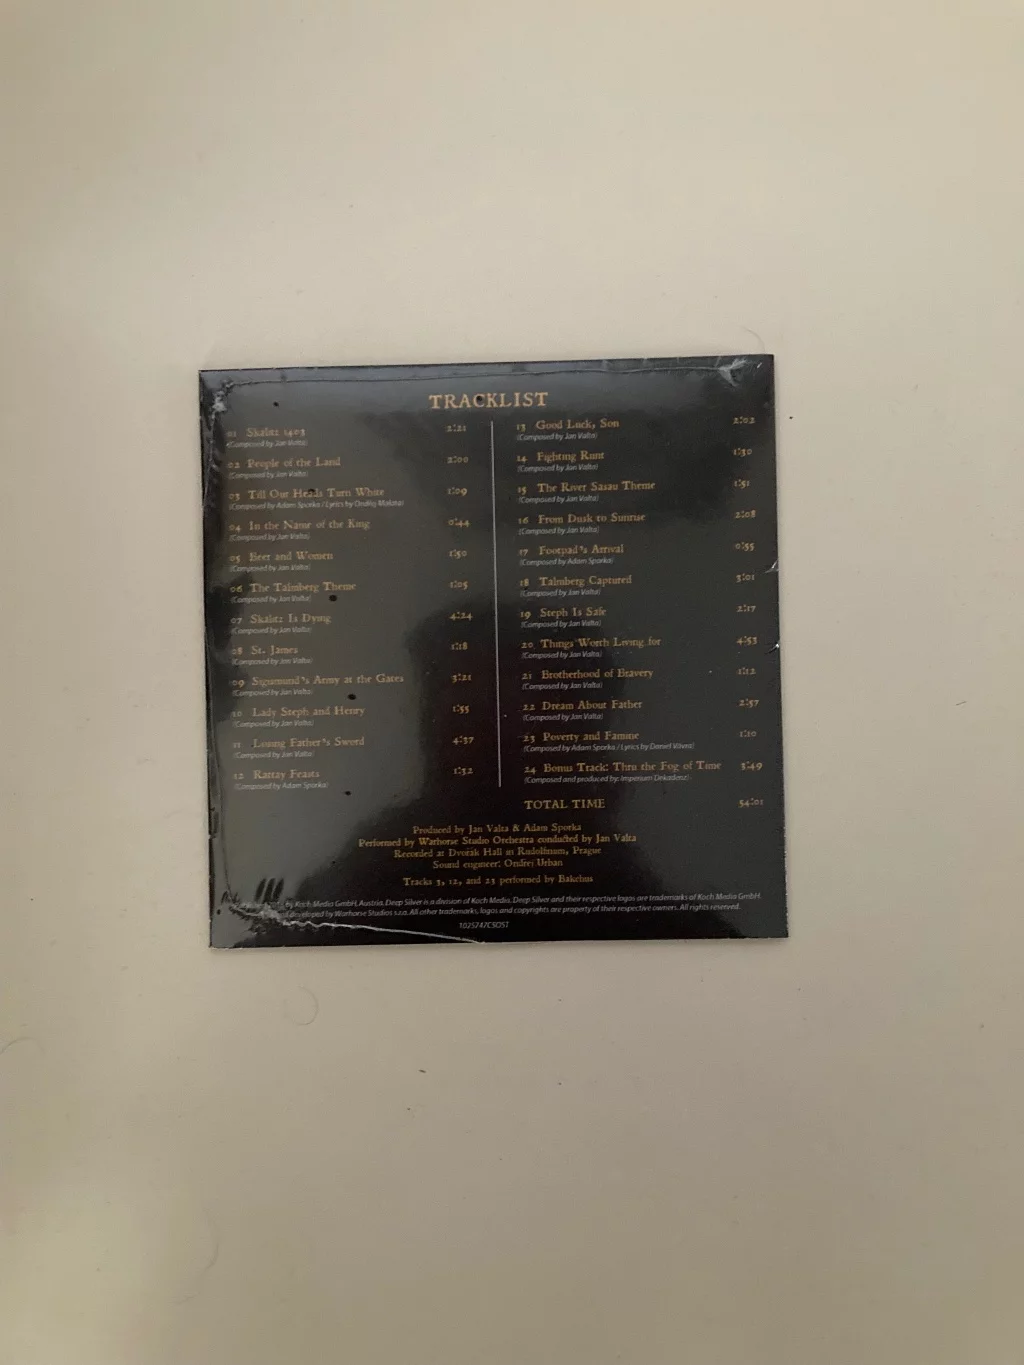 TRACKLIST
01 Skalitz 1403 2:21
(Composed by Jan Valta)
02 People of the Land 2:00
(Composed by Jan Valta)
03 Till Our Heads Turn White 1:09
(Composed by Adam Sporka / Lyrics by Ondřej Malota)
04 In the Name of the King 0:44
(Composed by Jan Valta)
05 Beer and Women 1:50
(Composed by Jan Valta)
06 The Talmberg Theme 1:05
(Composed by Jan Valta)
07 Skalitz Is Dying 4:24
(Composed by Jan Valta)
08 St. James 1:18
(Composed by Jan Valta)
09 Sigismund's Army at the Gates 3:21
(Composed by Jan Valta)
10 Lady Steph and Henry 1:55
(Composed by Jan Valta)
11 Losing Father's Sword 4:37
(Composed by Jan Valta)
12 Rattay Feasts 1:32
(Composed by Adam Sporka)
13 Good Luck, Son 2:02
(Composed by Jan Valta)
14 Fighting Runt 1:30
(Composed by Jan Valta)
15 The River Sasau Theme 1:51
(Composed by Jan Valta)
16 From Dusk to Sunrise 2:08
(Composed by Jan Valta)
17 Footpad's Arrival 0:55
(Composed by Adam Sporka)
18 Talmberg Captured 3:01
(Composed by Jan Valta)
19 Steph Is Safe 2:17
(Composed by Jan Valta)
20 Things Worth Living for 4:53
(Composed by Jan Valta)
21 Brotherhood of Bravery 1:12
(Composed by Jan Valta)
22 Dream About Father 2:57
(Composed by Jan Valta)
23 Poverty and Famine 1:10
(Composed by Adam Sporka / Lyrics by Daniel Vávra)
24 Bonus Track: Thru the Fog of Time 3:49
(Composed and produced by: Imperium Dekadenz)
TOTAL TIME 54:01
Produced by Jan Valta & Adam Sporka
Performed by Warhorse Studio Orchestra conducted by Jan Valta
Recorded at Dvořák Hall in Rudolfinum, Prague
Sound engineer: Ondřej Urban
Tracks 3, 12, and 23 performed by Bakchus
by Koch Media GmbH, Austria. Deep Silver is a division of Koch Media. Deep Silver and their respective logos are trademarks of Koch Media GmbH.
developed by Warhorse Studios s.r.o. All other trademarks, logos and copyrights are property of their respective owners. All rights reserved.
1025747CSOST